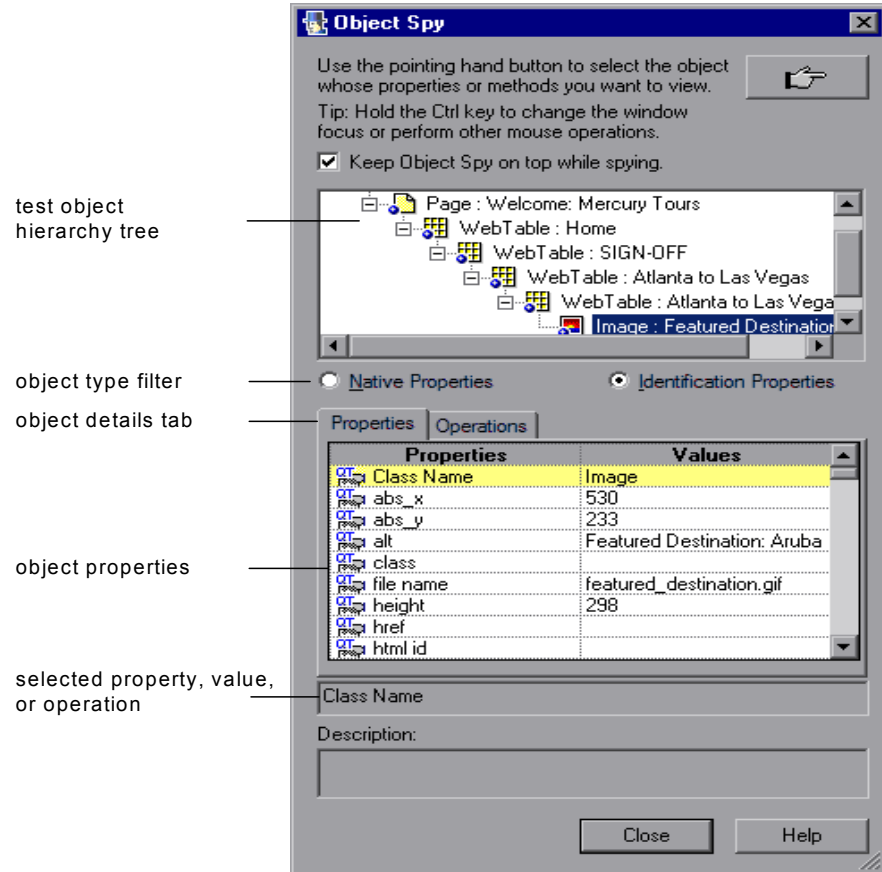 Object Spy
Use the pointing hand button to select the object
whose properties or methods you want to view.
Tip: Hold the Ctrl key to change the window
focus or perform other mouse operations.
Keep Object Spy on top while spying.
test object
hierarchy tree
Page : Welcome: Mercury Tours
WebTable : Home
WebTable : SIGN-OFF
WebTable : Atlanta to Las Vegas
WebTable : Atlanta to Las Vega
Image : Featured Destination
object type filter
Native Properties
Identification Properties
object details tab
Properties
Operations
Properties Values
Class Name Image
abs_x 530
abs_y 233
alt Featured Destination: Aruba
class
object properties
file name featured_destination.gif
height 298
href
html id
selected property, value,
or operation
Class Name
Description:
Close
Help